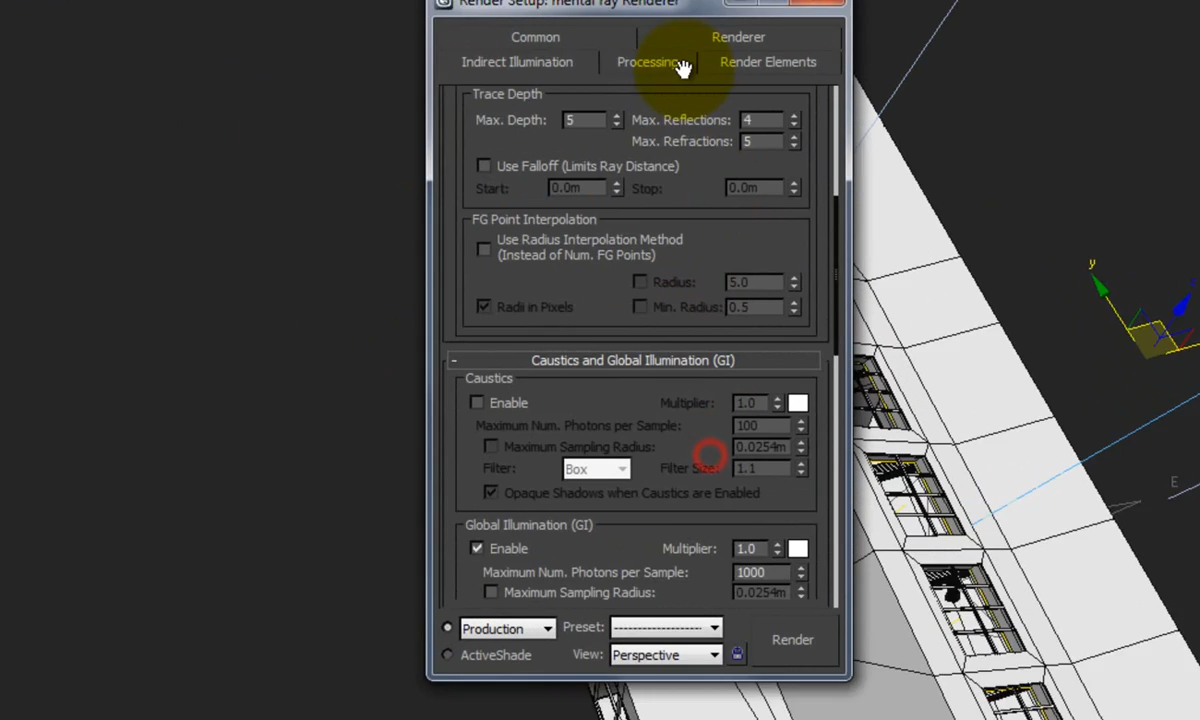 Render Setup: mental ray Renderer
Common Renderer
Indirect Illumination Processing Render Elements
Trace Depth
Max. Depth: 5 Max. Reflections: 4
Max. Refractions: 5
Use Falloff (Limits Ray Distance)
Start: 0.0m Stop: 0.0m
FG Point Interpolation
Use Radius Interpolation Method
(Instead of Num. FG Points)
Radius: 5.0
Radii in Pixels Min. Radius: 0.5
- Caustics and Global Illumination (GI)
Caustics
Enable Multiplier: 1.0
Maximum Num. Photons per Sample: 100
Maximum Sampling Radius: 0.0254m
Filter: Box Filter Size: 1.1
Opaque Shadows when Caustics are Enabled
Global Illumination (GI)
Enable Multiplier: 1.0
Maximum Num. Photons per Sample: 1000
Maximum Sampling Radius: 0.0254m
Production Preset: --------------------
ActiveShade View: Perspective
Render
y
E